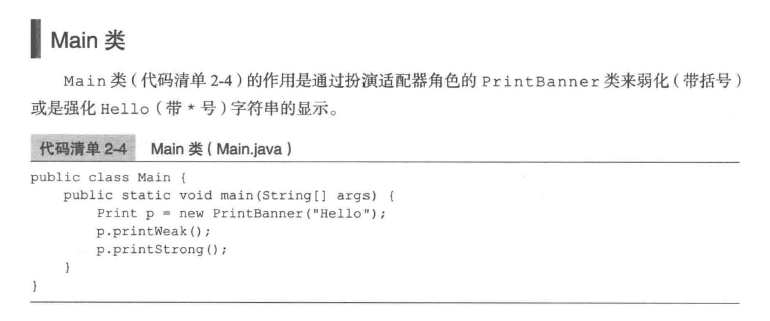 Main 类
Main 类（代码清单 2-4）的作用是通过扮演适配器角色的 PrintBanner 类来弱化（带括号）
或是强化 Hello（带 * 号）字符串的显示。
代码清单 2-4 Main 类（Main.java）
public class Main {
    public static void main(String[] args) {
        Print p = new PrintBanner("Hello");
        p.printWeak();
        p.printStrong();
    }
}